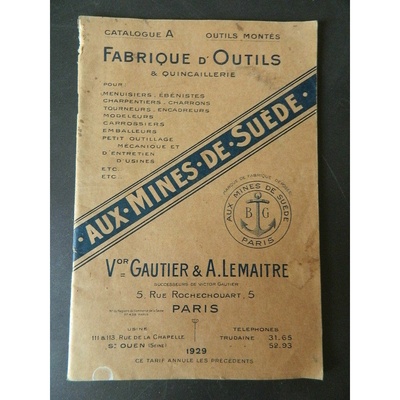 CATALOGUE A OUTILS MONTÉS
FABRIQUE D'OUTILS
& QUINCAILLERIE
POUR
MENUISIERS, ÉBÉNISTES
CHARPENTIERS, CHARRONS
TOURNEURS, ENCADREURS
MODELEURS
CARROSSIERS
EMBALLEURS
PETIT OUTILLAGE
MÉCANIQUE ET
D'ENTRETIEN
D'USINES
ETC
ETC
·AUX·MINES·DE·SUÈDE·
MARQUE DE FABRIQUE DÉPOSÉE
AUX MINES DE SUÈDE
B G
PARIS
Vor GAUTIER & A. LEMAITRE
SUCCESSEURS DE VICTOR GAUTIER
5, RUE ROCHECHOUART, 5
PARIS
USINE:
111 & 113 RUE DE LA CHAPELLE
St OUEN (SEINE)
TELEPHONES
TRUDAINE 31.65
52.93
1929
CE TARIF ANNULE LES PRÉCÉDENTS